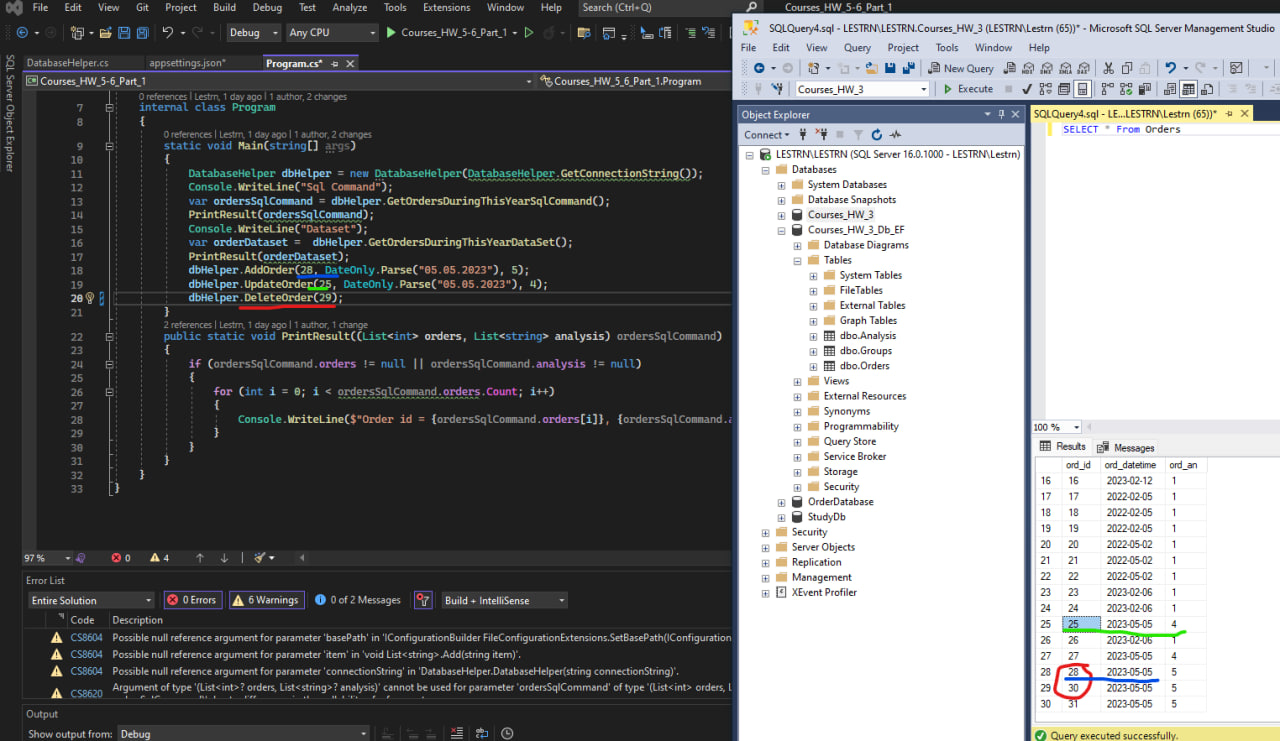 File Edit View Git Project Build Debug Test Analyze Tools Extensions Window Help Search (Ctrl+Q) Courses_HW_5-6_Part_1
Debug Any CPU Courses_HW_5-6_Part_1
DatabaseHelper.cs appsettings.json* Program.cs*
Courses_HW_5-6_Part_1 Courses_HW_5_6_Part_1.Program
SQL Server Object Explorer
0 references | Lestrn, 1 day ago | 1 author, 2 changes
7 internal class Program
8 {
0 references | Lestrn, 1 day ago | 1 author, 2 changes
9 static void Main(string[] args)
10 {
11 DatabaseHelper dbHelper = new DatabaseHelper(DatabaseHelper.GetConnectionString());
12 Console.WriteLine("Sql Command");
13 var ordersSqlCommand = dbHelper.GetOrdersDuringThisYearSqlCommand();
14 PrintResult(ordersSqlCommand);
15 Console.WriteLine("Dataset");
16 var orderDataset = dbHelper.GetOrdersDuringThisYearDataSet();
17 PrintResult(orderDataset);
18 dbHelper.AddOrder(28, DateOnly.Parse("05.05.2023"), 5);
19 dbHelper.UpdateOrder(25, DateOnly.Parse("05.05.2023"), 4);
20 dbHelper.DeleteOrder(29);
21 }
2 references | Lestrn, 1 day ago | 1 author, 1 change
22 public static void PrintResult((List<int> orders, List<string> analysis) ordersSqlCommand)
23 {
24 if (ordersSqlCommand.orders != null || ordersSqlCommand.analysis != null)
25 {
26 for (int i = 0; i < ordersSqlCommand.orders.Count; i++)
27 {
28 Console.WriteLine($"Order id = {ordersSqlCommand.orders[i]}, {ordersSqlCommand.a
29 }
30 }
31 }
32 }
33 }
97 % 0 4
Error List
Entire Solution 0 Errors 6 Warnings 0 of 2 Messages Build + IntelliSense
Code Description
CS8604 Possible null reference argument for parameter 'basePath' in 'IConfigurationBuilder FileConfigurationExtensions.SetBasePath(IConfiguration
CS8604 Possible null reference argument for parameter 'item' in 'void List<string>.Add(string item)'.
CS8604 Possible null reference argument for parameter 'connectionString' in 'DatabaseHelper.DatabaseHelper(string connectionString)'.
CS8620 Argument of type '(List<int>? orders, List<string>? analysis)' cannot be used for parameter 'ordersSqlCommand' of type '(List<int> orders, L
Output
Show output from: Debug
SQLQuery4.sql - LESTRN\LESTRN.Courses_HW_3 (LESTRN\Lestrn (65))* - Microsoft SQL Server Management Studio
File Edit View Query Project Tools Window Help
New Query MDX DMX XMLA DAX
Courses_HW_3 Execute
Object Explorer
Connect
LESTRN\LESTRN (SQL Server 16.0.1000 - LESTRN\Lestrn)
Databases
System Databases
Database Snapshots
Courses_HW_3
Courses_HW_3_Db_EF
Database Diagrams
Tables
System Tables
FileTables
External Tables
Graph Tables
dbo.Analysis
dbo.Groups
dbo.Orders
Views
External Resources
Synonyms
Programmability
Query Store
Service Broker
Storage
Security
OrderDatabase
StudyDb
Security
Server Objects
Replication
Management
XEvent Profiler
SQLQuery4.sql - LE...LESTRN\Lestrn (65))*
SELECT * From Orders
100 %
Results Messages
ord_id ord_datetime ord_an
16 16 2023-02-12 1
17 17 2022-02-05 1
18 18 2022-02-05 1
19 19 2022-02-05 1
20 20 2022-05-02 1
21 21 2022-05-02 1
22 22 2022-05-02 1
23 23 2023-02-06 1
24 24 2023-02-06 1
25 25 2023-05-05 4
26 26 2023-02-06 1
27 27 2023-05-05 4
28 28 2023-05-05 5
29 30 2023-05-05 5
30 31 2023-05-05 5
Query executed successfully.